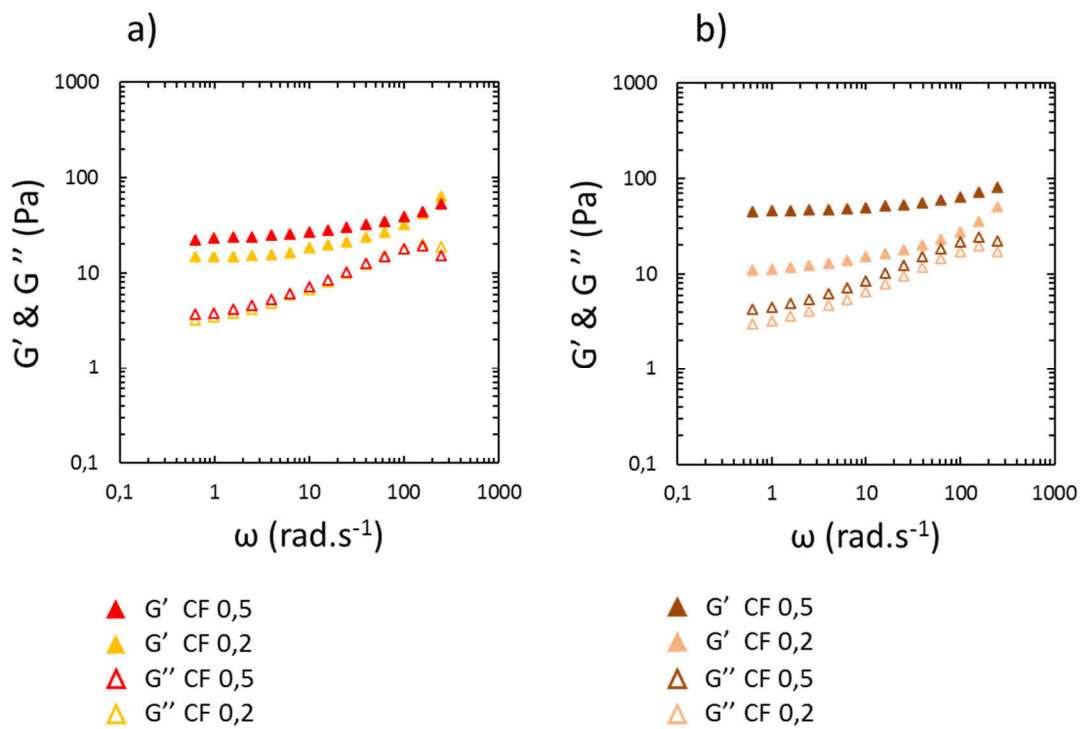 a)
1000
100
10
1
0,1
G’ & G ’’ (Pa)
0,1
1
10
100
1000
ω (rad.s-1)
G’ CF 0,5
G’ CF 0,2
G’’ CF 0,5
G’’ CF 0,2
b)
1000
100
10
1
0,1
G’ & G ’’ (Pa)
0,1
1
10
100
1000
ω (rad.s-1)
G’ CF 0,5
G’ CF 0,2
G’’ CF 0,5
G’’ CF 0,2